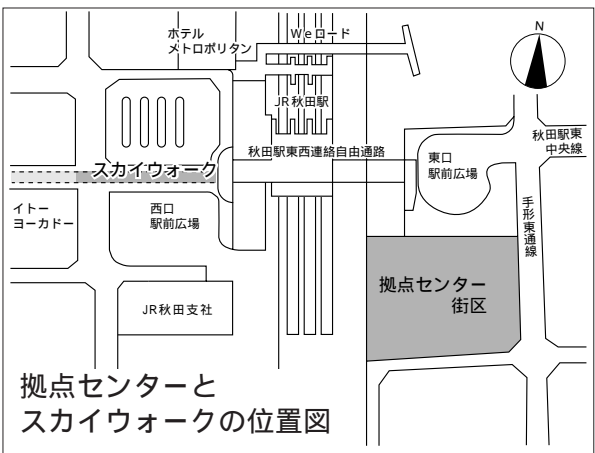 ホテル
メトロポリタン
Weロード
N
JR秋田駅
秋田駅東
中央線
秋田駅東西連絡自由通路
東口
駅前広場
スカイウォーク
イトー
ヨーカドー
西口
駅前広場
手形東通線
拠点センター
街区
JR秋田支社
拠点センターと
スカイウォークの位置図